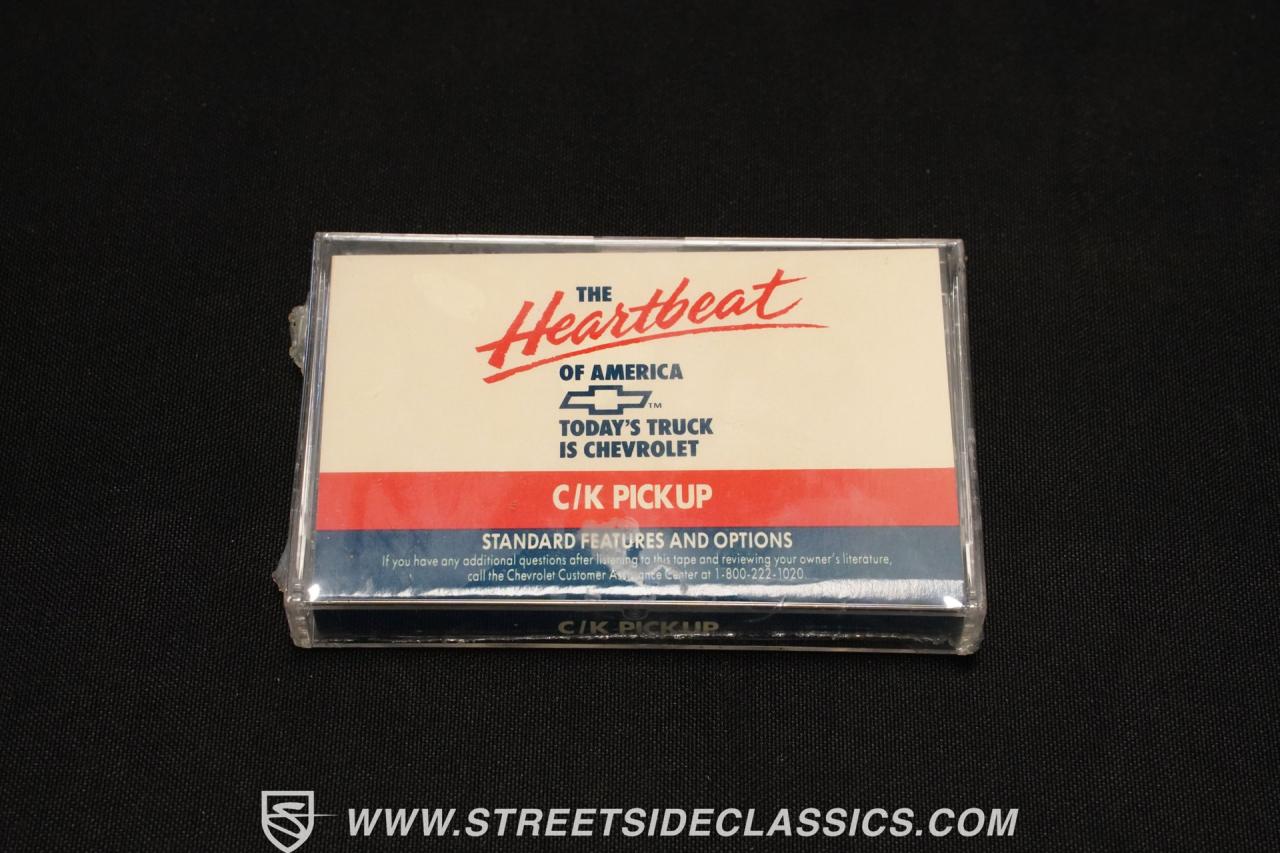 THE
Heartbeat
OF AMERICA
TM
TODAY'S TRUCK
IS CHEVROLET
C/K PICKUP
STANDARD FEATURES AND OPTIONS
If you have any additional questions after listening to this tape and reviewing your owner's literature,
call the Chevrolet Customer Assistance Center at 1-800-222-1020.
C/K PICKUP
WWW.STREETSIDECLASSICS.COM